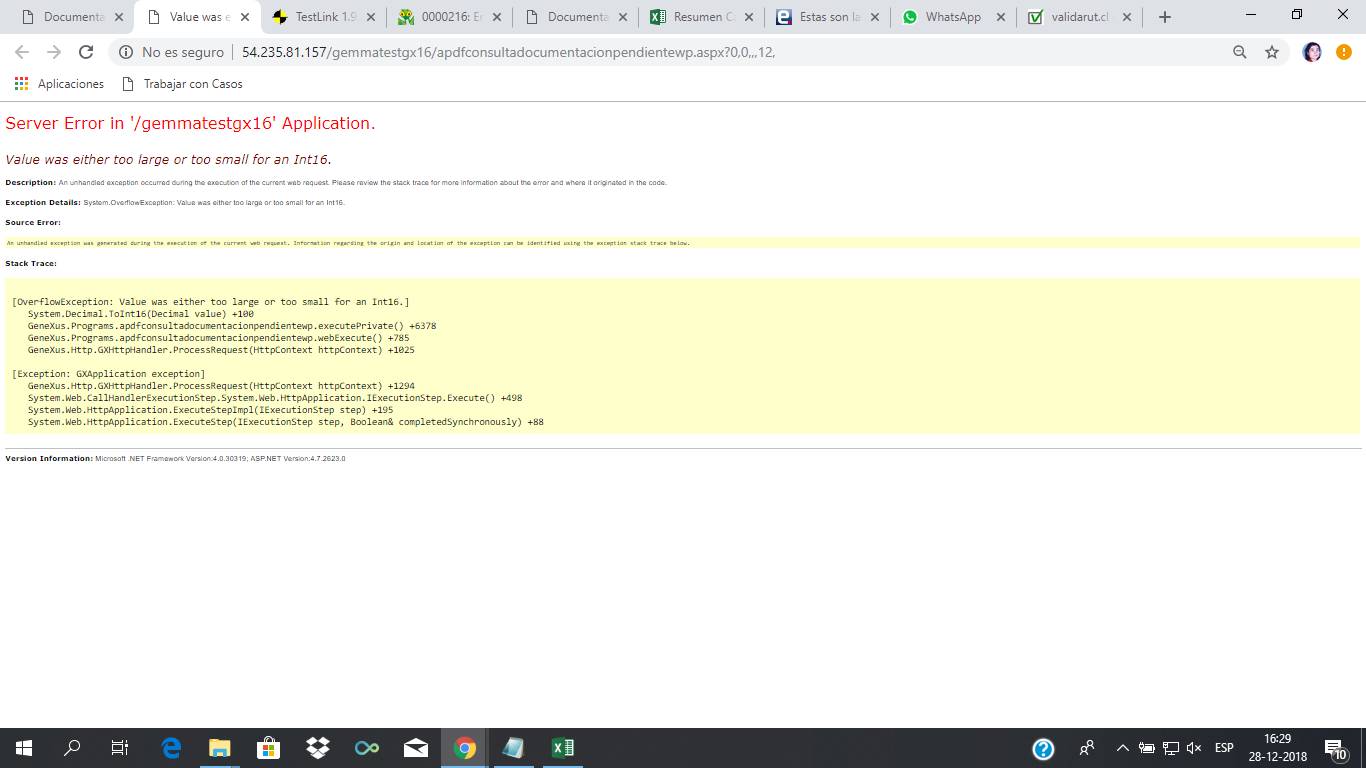 Documenta
Value was e
TestLink 1.9
0000216: Er
Documenta
Resumen C
Estas son la
WhatsApp
validarut.cl
No es seguro
54.235.81.157/gemmatestgx16/apdfconsultadocumentacionpendientewp.aspx?0,0,,,12,
Aplicaciones
Trabajar con Casos
Server Error in '/gemmatestgx16' Application.
Value was either too large or too small for an Int16.
Description: An unhandled exception occurred during the execution of the current web request. Please review the stack trace for more information about the error and where it originated in the code.
Exception Details: System.OverflowException: Value was either too large or too small for an Int16.
Source Error:
An unhandled exception was generated during the execution of the current web request. Information regarding the origin and location of the exception can be identified using the exception stack trace below.
Stack Trace:
[OverflowException: Value was either too large or too small for an Int16.]
System.Decimal.ToInt16(Decimal value) +100
GeneXus.Programs.apdfconsultadocumentacionpendientewp.executePrivate() +6378
GeneXus.Programs.apdfconsultadocumentacionpendientewp.webExecute() +785
GeneXus.Http.GXHttpHandler.ProcessRequest(HttpContext httpContext) +1025
[Exception: GXApplication exception]
GeneXus.Http.GXHttpHandler.ProcessRequest(HttpContext httpContext) +1294
System.Web.CallHandlerExecutionStep.System.Web.HttpApplication.IExecutionStep.Execute() +498
System.Web.HttpApplication.ExecuteStepImpl(IExecutionStep step) +195
System.Web.HttpApplication.ExecuteStep(IExecutionStep step, Boolean& completedSynchronously) +88
Version Information: Microsoft .NET Framework Version:4.0.30319; ASP.NET Version:4.7.2623.0
ESP
16:29
28-12-2018
10